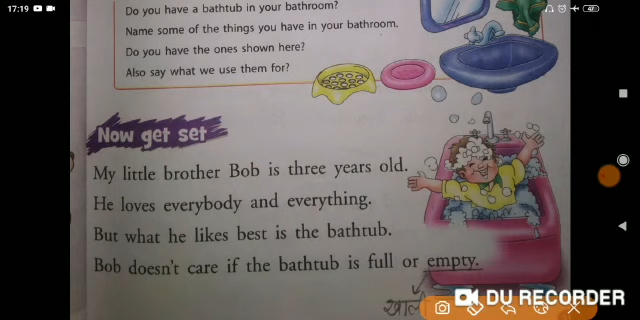 17:19
47
Do you have a bathtub in your bathroom?
Name some of the things you have in your bathroom.
Do you have the ones shown here?
Also say what we use them for?
Now get set
My little brother Bob is three years old.
He loves everybody and everything.
But what he likes best is the bathtub.
Bob doesn't care if the bathtub is full or empty.
DU RECORDER